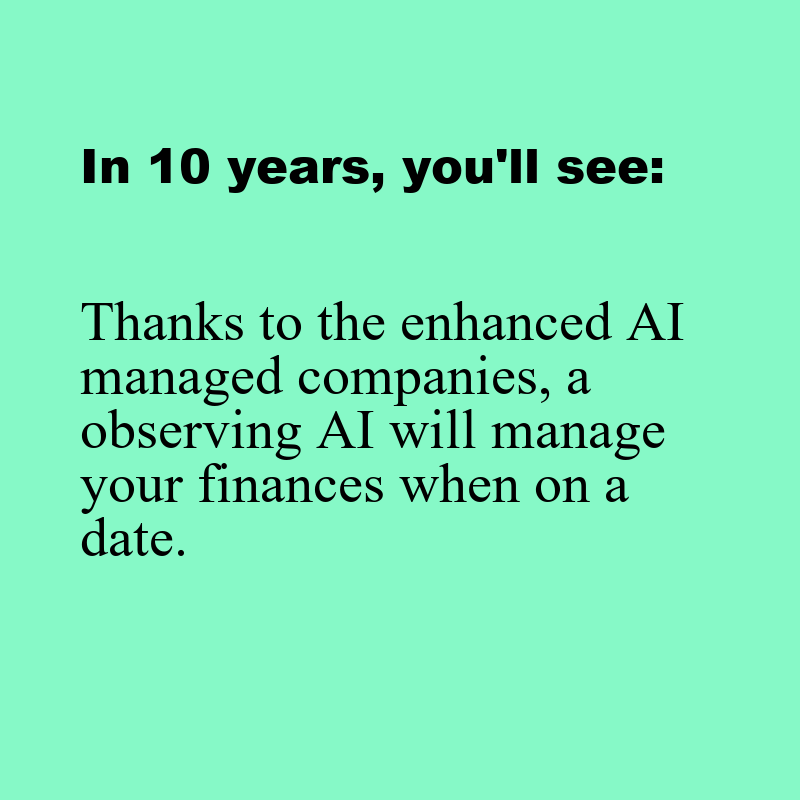 In 10 years, you'll see:
Thanks to the enhanced AI
managed companies, a
observing AI will manage
your finances when on a
date.